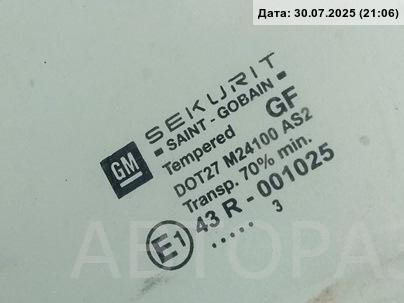 Дата: 30.07.2025 (21:06)
GM
SEKURIT
SAINT - GOBAIN
Tempered GF
DOT27 M24100 AS2
Transp. 70% min.
E1 43 R - 001025
..... 3
АВТОРАЗ